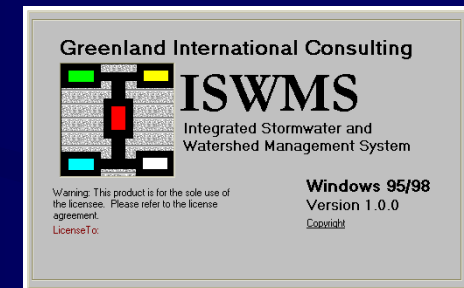 Greenland International Consulting
ISWMS
Integrated Stormwater and
Watershed Management System
Warning: This product is for the sole use of
the licensee. Please refer to the license
agreement.
LicenseTo:
Windows 95/98
Version 1.0.0
Copyright